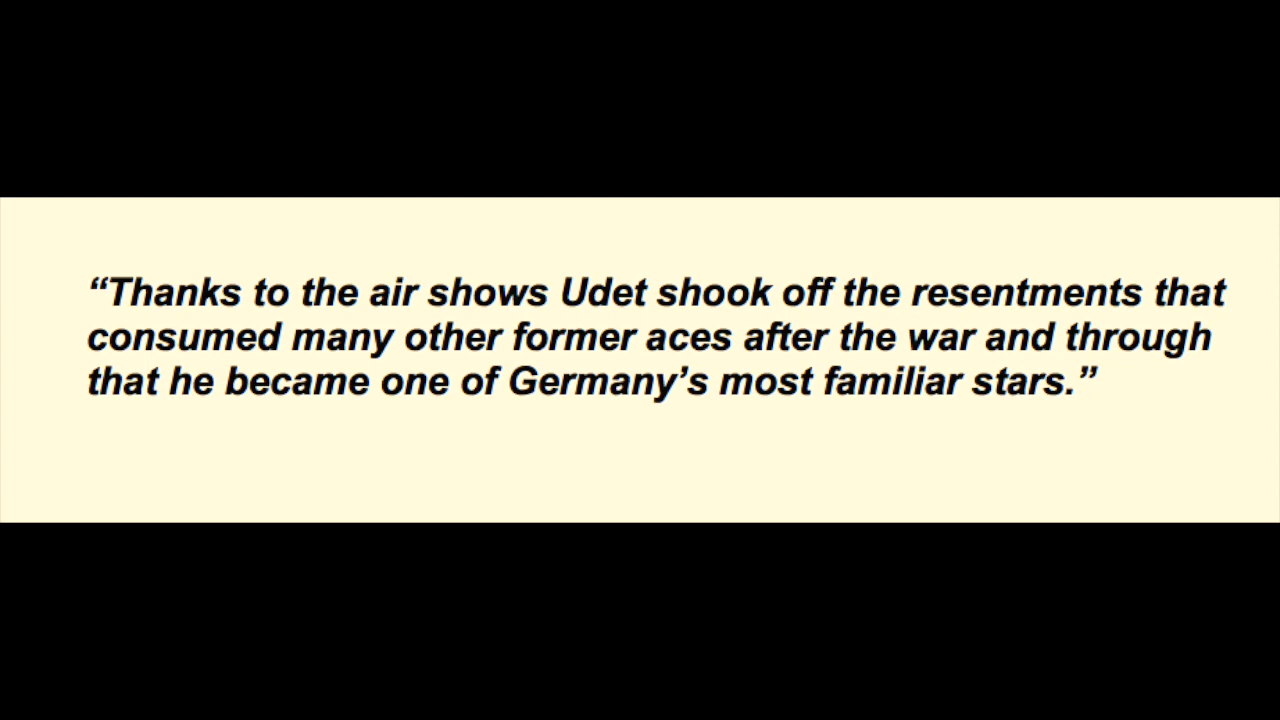 “Thanks to the air shows Udet shook off the resentments that
consumed many other former aces after the war and through
that he became one of Germany’s most familiar stars.”